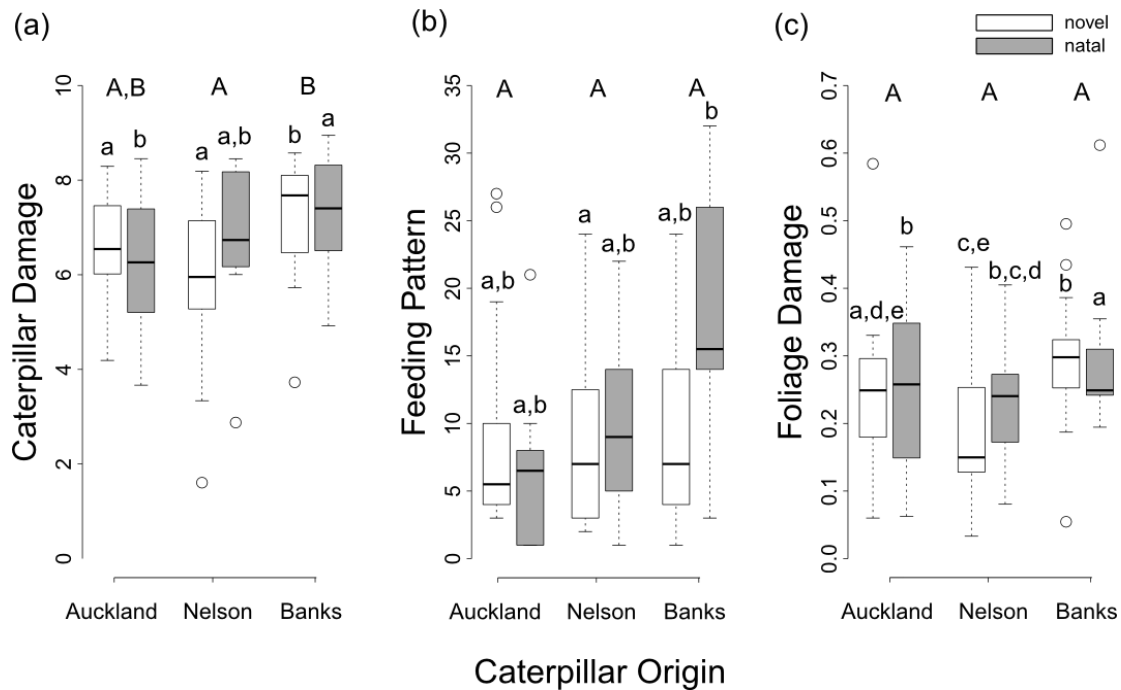 (a)
(b)
(c)
novel
natal
Caterpillar Damage
10
8
6
4
2
0
A,B
A
B
a
b
a
a,b
b
a
Auckland
Nelson
Banks
Feeding Pattern
35
30
25
20
15
10
5
0
A
A
A
a,b
a,b
a
a,b
a,b
b
Auckland
Nelson
Banks
Foliage Damage
0.7
0.6
0.5
0.4
0.3
0.2
0.1
0.0
A
A
A
a,d,e
b
c,e
b,c,d
b
a
Auckland
Nelson
Banks
Caterpillar Origin